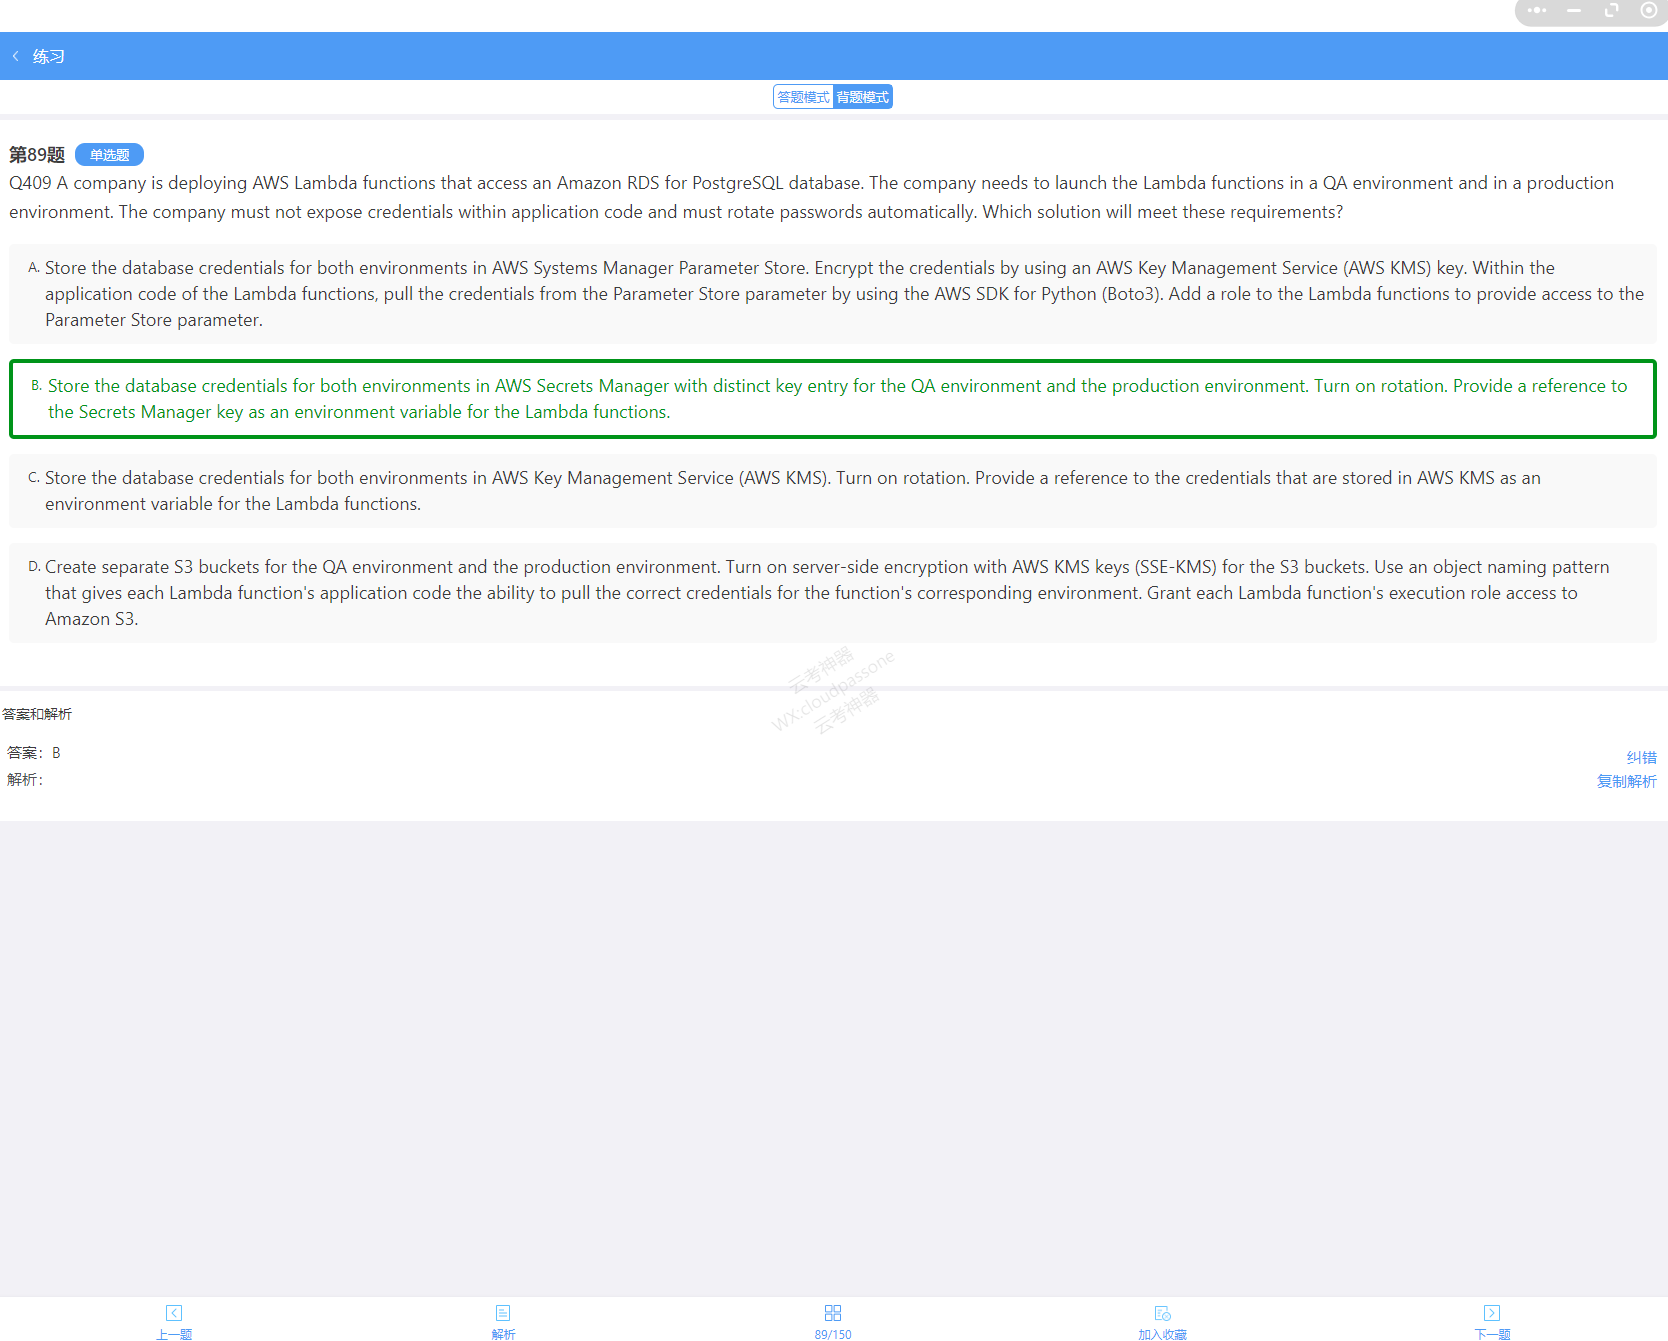 练习
答题模式 背题模式
第89题 单选题
Q409 A company is deploying AWS Lambda functions that access an Amazon RDS for PostgreSQL database. The company needs to launch the Lambda functions in a QA environment and in a production
environment. The company must not expose credentials within application code and must rotate passwords automatically. Which solution will meet these requirements?
A. Store the database credentials for both environments in AWS Systems Manager Parameter Store. Encrypt the credentials by using an AWS Key Management Service (AWS KMS) key. Within the
application code of the Lambda functions, pull the credentials from the Parameter Store parameter by using the AWS SDK for Python (Boto3). Add a role to the Lambda functions to provide access to the
Parameter Store parameter.
B. Store the database credentials for both environments in AWS Secrets Manager with distinct key entry for the QA environment and the production environment. Turn on rotation. Provide a reference to
the Secrets Manager key as an environment variable for the Lambda functions.
C. Store the database credentials for both environments in AWS Key Management Service (AWS KMS). Turn on rotation. Provide a reference to the credentials that are stored in AWS KMS as an
environment variable for the Lambda functions.
D. Create separate S3 buckets for the QA environment and the production environment. Turn on server-side encryption with AWS KMS keys (SSE-KMS) for the S3 buckets. Use an object naming pattern
that gives each Lambda function's application code the ability to pull the correct credentials for the function's corresponding environment. Grant each Lambda function's execution role access to
Amazon S3.
云考神器
WX:cloudpassone
云考神器
答案和解析
答案：B
纠错
解析：
复制解析
上一题 解析 89/150 加入收藏 下一题